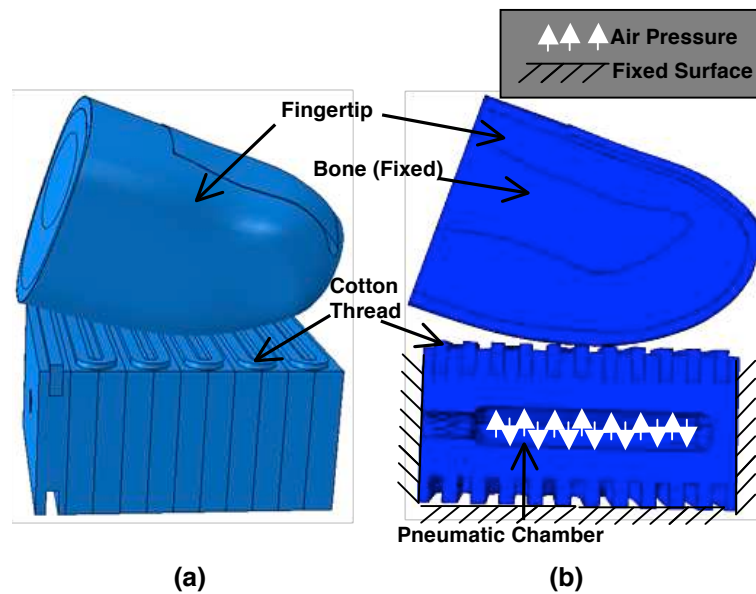 Air Pressure
Fixed Surface
Fingertip
Bone (Fixed)
Cotton
Thread
Pneumatic Chamber
(a)
(b)